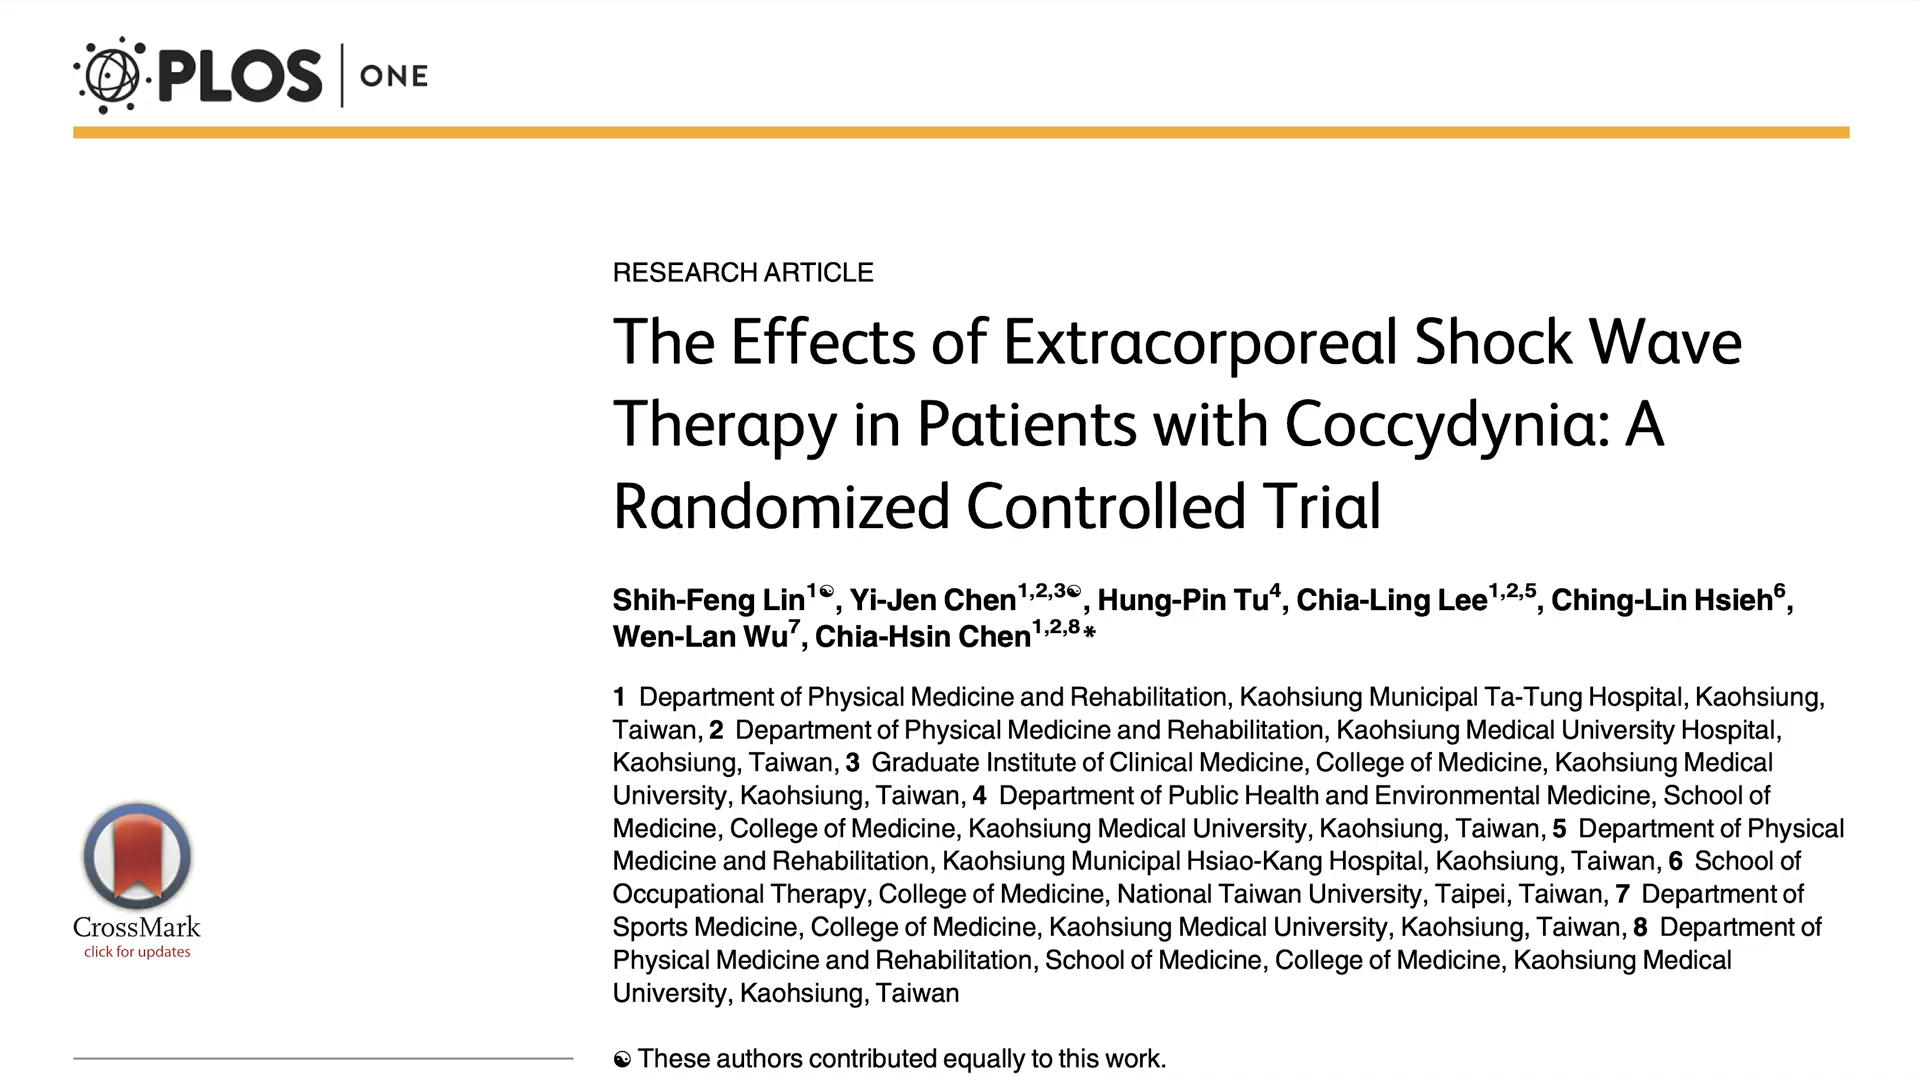 PLOS | ONE
RESEARCH ARTICLE
The Effects of Extracorporeal Shock Wave
Therapy in Patients with Coccydynia: A
Randomized Controlled Trial
Shih-Feng Lin1☯, Yi-Jen Chen1,2,3☯, Hung-Pin Tu4, Chia-Ling Lee1,2,5, Ching-Lin Hsieh6,
Wen-Lan Wu7, Chia-Hsin Chen1,2,8*
1 Department of Physical Medicine and Rehabilitation, Kaohsiung Municipal Ta-Tung Hospital, Kaohsiung,
Taiwan, 2 Department of Physical Medicine and Rehabilitation, Kaohsiung Medical University Hospital,
Kaohsiung, Taiwan, 3 Graduate Institute of Clinical Medicine, College of Medicine, Kaohsiung Medical
University, Kaohsiung, Taiwan, 4 Department of Public Health and Environmental Medicine, School of
Medicine, College of Medicine, Kaohsiung Medical University, Kaohsiung, Taiwan, 5 Department of Physical
Medicine and Rehabilitation, Kaohsiung Municipal Hsiao-Kang Hospital, Kaohsiung, Taiwan, 6 School of
Occupational Therapy, College of Medicine, National Taiwan University, Taipei, Taiwan, 7 Department of
Sports Medicine, College of Medicine, Kaohsiung Medical University, Kaohsiung, Taiwan, 8 Department of
Physical Medicine and Rehabilitation, School of Medicine, College of Medicine, Kaohsiung Medical
University, Kaohsiung, Taiwan
☯ These authors contributed equally to this work.
CrossMark
click for updates